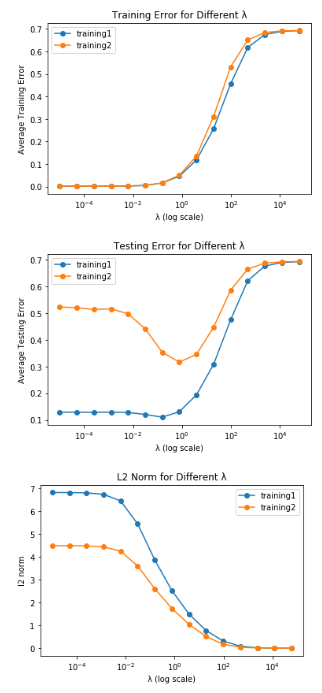 Training Error for Different λ
0.7
0.6
0.5
0.4
0.3
0.2
0.1
0.0
Average Training Error
training1
training2
10⁻⁴ 10⁻² 10⁰ 10² 10⁴
λ (log scale)
Testing Error for Different λ
0.7
0.6
0.5
0.4
0.3
0.2
0.1
Average Testing Error
training1
training2
10⁻⁴ 10⁻² 10⁰ 10² 10⁴
λ (log scale)
L2 Norm for Different λ
7
6
5
4
3
2
1
0
l2 norm
training1
training2
10⁻⁴ 10⁻² 10⁰ 10² 10⁴
λ (log scale)